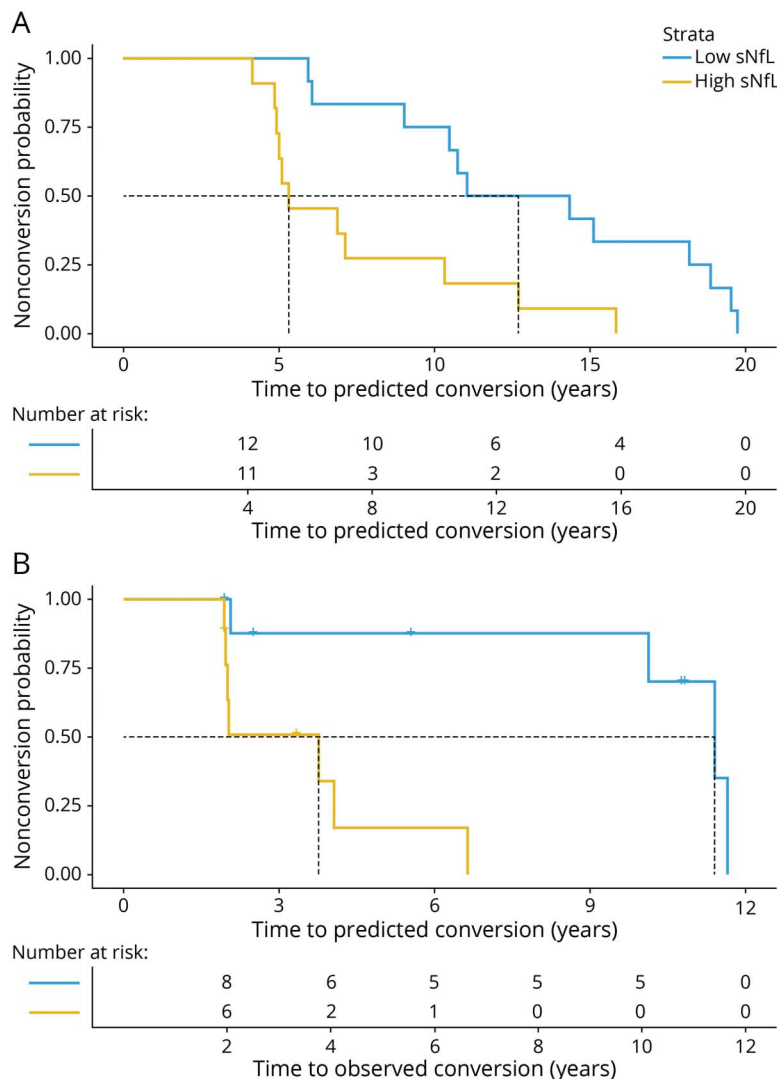 A
Strata
Low sNfL
High sNfL
Nonconversion probability
1.00
0.75
0.50
0.25
0.00
0 5 10 15 20
Time to predicted conversion (years)
Number at risk:
12 10 6 4 0
11 3 2 0 0
4 8 12 16 20
Time to predicted conversion (years)
B
Nonconversion probability
1.00
0.75
0.50
0.25
0.00
0 3 6 9 12
Time to predicted conversion (years)
Number at risk:
8 6 5 5 5 0
6 2 1 0 0 0
2 4 6 8 10 12
Time to observed conversion (years)